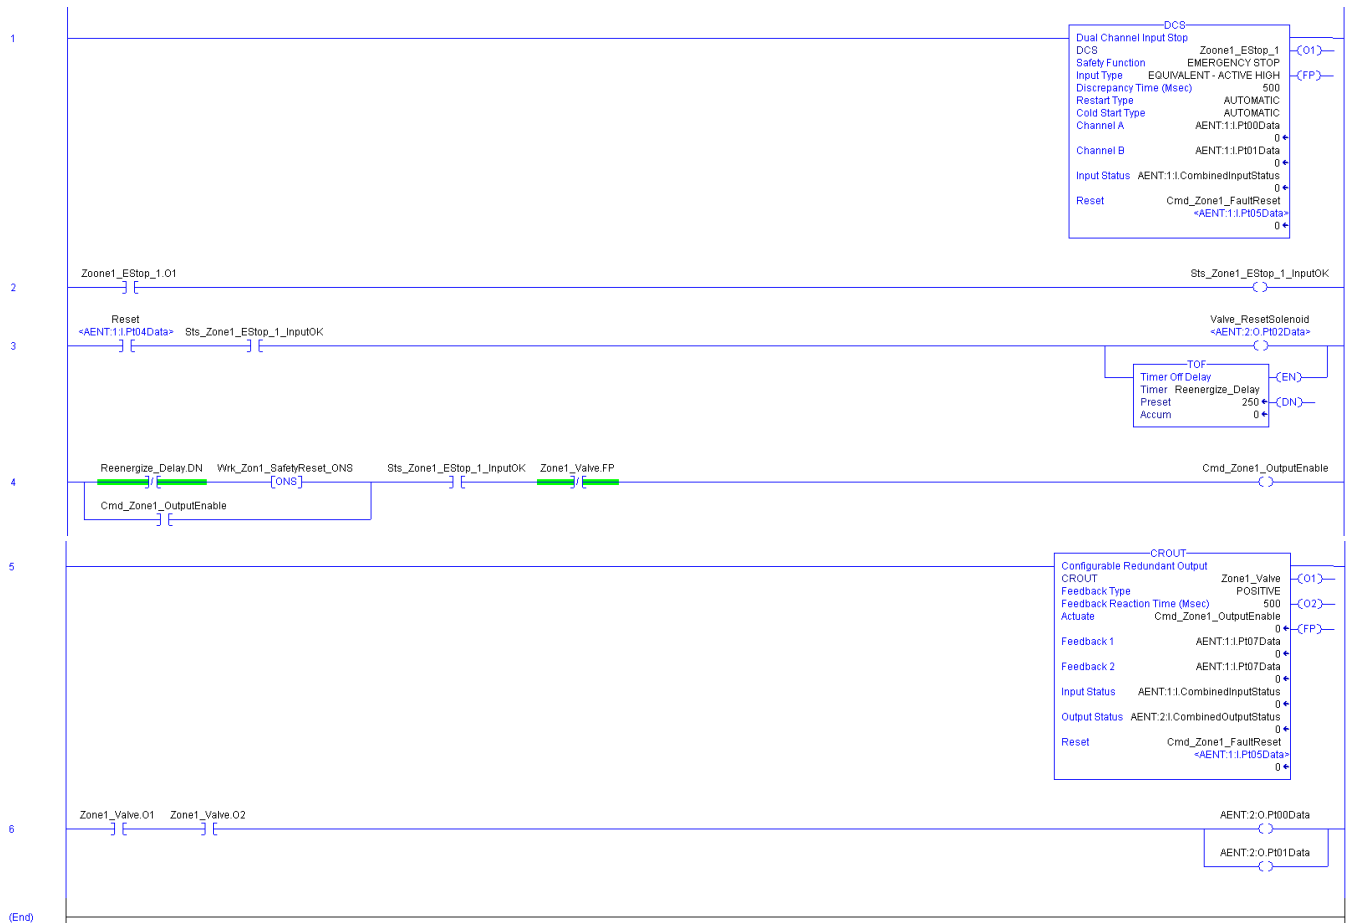 1
DCS
Dual Channel Input Stop
DCS Zoone1_EStop_1
Safety Function EMERGENCY STOP
Input Type EQUIVALENT - ACTIVE HIGH
Discrepancy Time (Msec) 500
Restart Type AUTOMATIC
Cold Start Type AUTOMATIC
Channel A AENT:1:I.Pt00Data
0
Channel B AENT:1:I.Pt01Data
0
Input Status AENT:1:I.CombinedInputStatus
0
Reset Cmd_Zone1_FaultReset
<AENT:1:I.Pt05Data>
0
O1
FP
2
Zoone1_EStop_1.O1
Sts_Zone1_EStop_1_InputOK
3
Reset
<AENT:1:I.Pt04Data>
Sts_Zone1_EStop_1_InputOK
Valve_ResetSolenoid
<AENT:2:O.Pt02Data>
TOF
Timer Off Delay
Timer Reenergize_Delay
Preset 250
Accum 0
EN
DN
4
Reenergize_Delay.DN
Wrk_Zon1_SafetyReset_ONS
ONS
Sts_Zone1_EStop_1_InputOK
Zone1_Valve.FP
Cmd_Zone1_OutputEnable
Cmd_Zone1_OutputEnable
5
CROUT
Configurable Redundant Output
CROUT Zone1_Valve
Feedback Type POSITIVE
Feedback Reaction Time (Msec) 500
Actuate Cmd_Zone1_OutputEnable
0
Feedback 1 AENT:1:I.Pt07Data
0
Feedback 2 AENT:1:I.Pt07Data
0
Input Status AENT:1:I.CombinedInputStatus
0
Output Status AENT:2:I.CombinedOutputStatus
0
Reset Cmd_Zone1_FaultReset
<AENT:1:I.Pt05Data>
0
O1
O2
FP
6
Zone1_Valve.O1
Zone1_Valve.O2
AENT:2:O.Pt00Data
AENT:2:O.Pt01Data
(End)